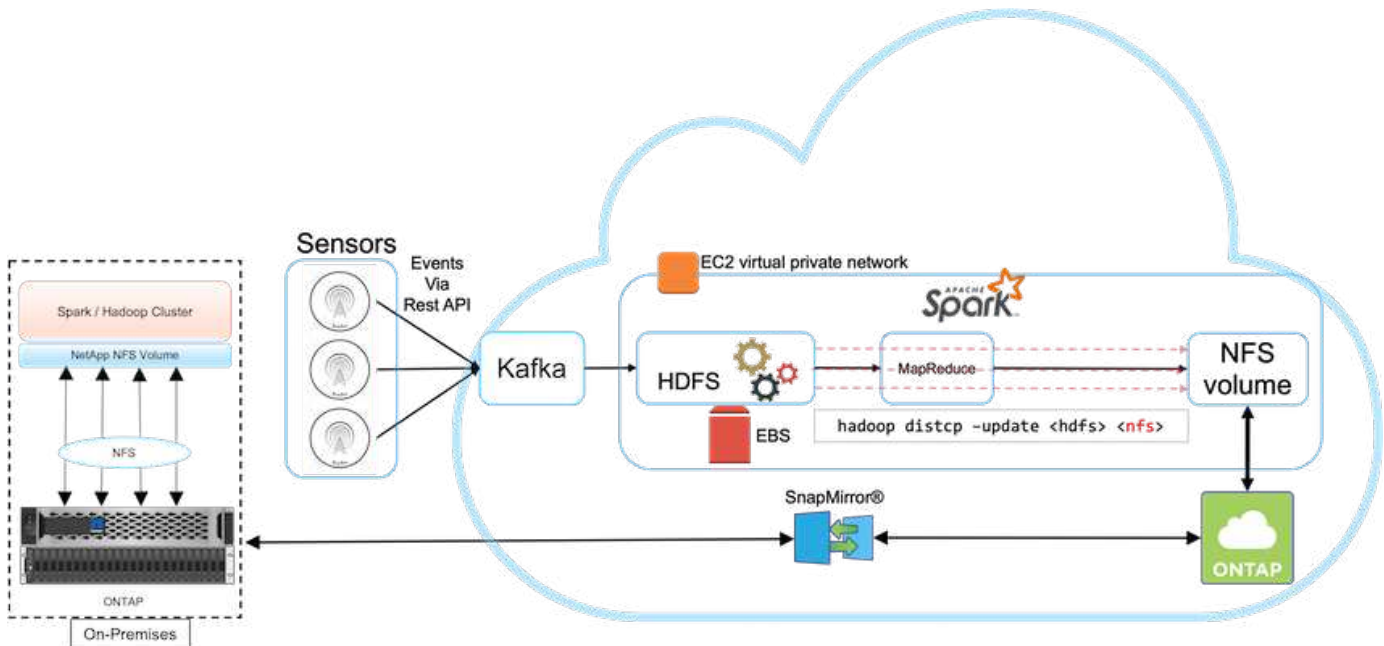 Spark / Hadoop Cluster
NetApp NFS Volume
NFS
ONTAP
On-Premises
Sensors
Events
Via
Rest API
Kafka
EC2 virtual private network
APACHE
Spark
HDFS
EBS
MapReduce
hadoop distcp -update <hdfs> <nfs>
NFS
volume
SnapMirror®
ONTAP